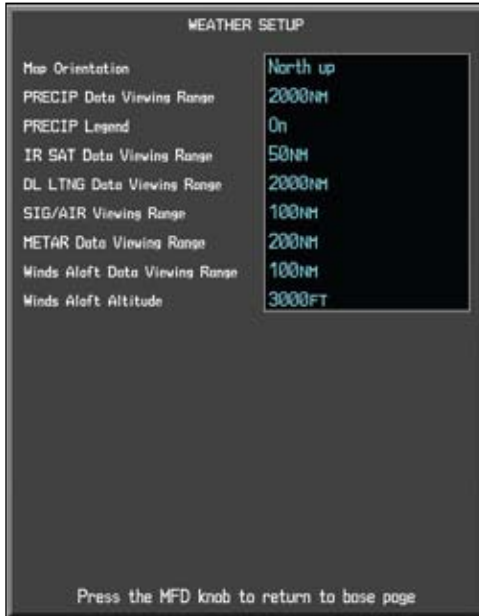 WEATHER SETUP
Map Orientation North up
PRECIP Data Viewing Range 2000NM
PRECIP Legend On
IR SAT Data Viewing Range 50NM
DL LTNG Data Viewing Range 2000NM
SIG/AIR Viewing Range 100NM
METAR Data Viewing Range 200NM
Winds Aloft Data Viewing Range 100NM
Winds Aloft Altitude 3000FT
Press the MFD knob to return to base page